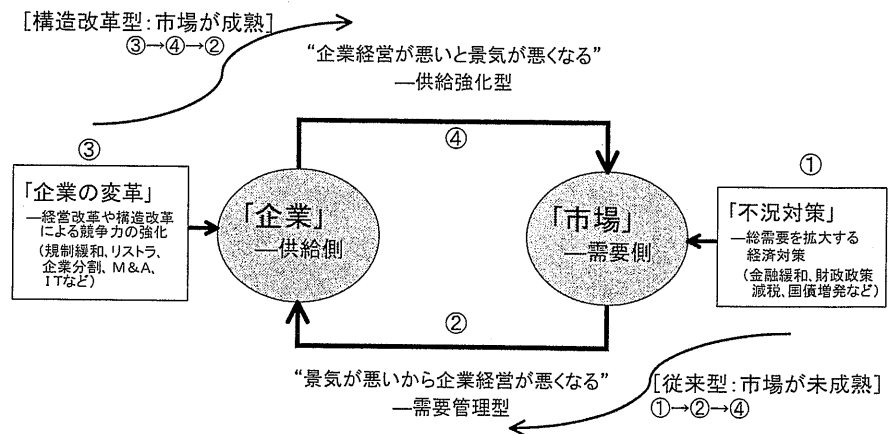 [構造改革型:市場が成熟]
③→④→②
“企業経営が悪いと景気が悪くなる”
―供給強化型
④
③
「企業の変革」
―経営改革や構造改革
による競争力の強化
(規制緩和、リストラ、
企業分割、M&A、
ITなど)
「企業」
―供給側
「市場」
―需要側
①
「不況対策」
―総需要を拡大する
経済対策
(金融緩和、財政政策
減税、国債増発など)
②
“景気が悪いから企業経営が悪くなる”
―需要管理型
[従来型:市場が未成熟]
①→②→④